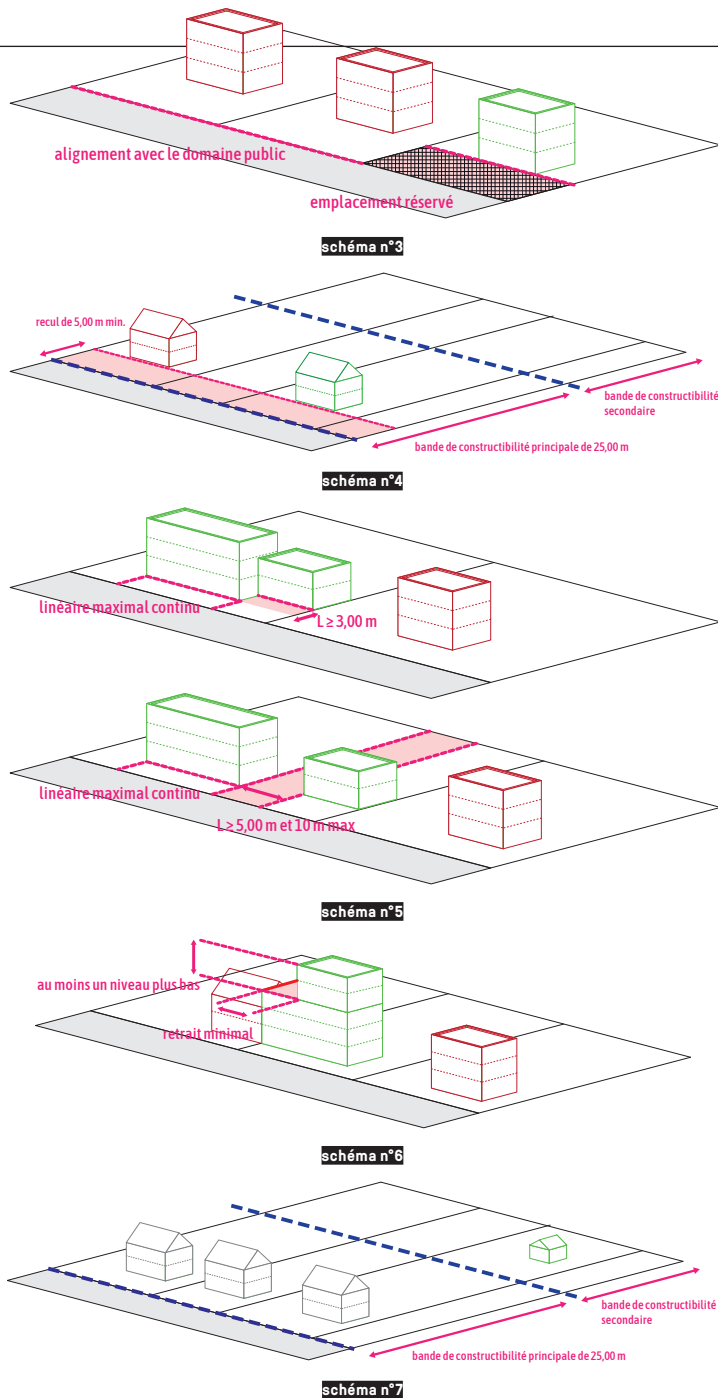 alignement avec le domaine public
emplacement réservé
schéma n°3
recul de 5,00 m min.
bande de constructibilité
secondaire
bande de constructibilité principale de 25,00 m
schéma n°4
linéaire maximal continu
L ≥ 3,00 m
linéaire maximal continu
L ≥ 5,00 m et 10 m max
schéma n°5
au moins un niveau plus bas
retrait minimal
schéma n°6
bande de constructibilité
secondaire
bande de constructibilité principale de 25,00 m
schéma n°7